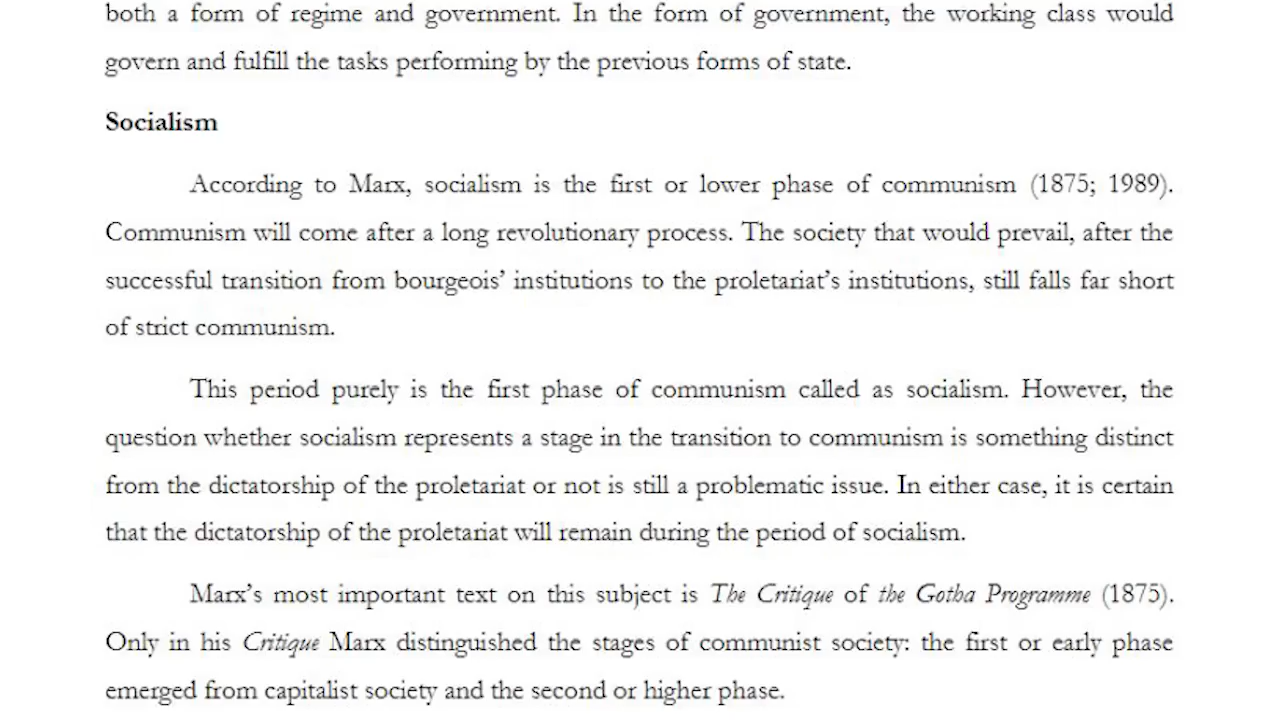 both a form of regime and government. In the form of government, the working class would
govern and fulfill the tasks performing by the previous forms of state.
Socialism
According to Marx, socialism is the first or lower phase of communism (1875; 1989).
Communism will come after a long revolutionary process. The society that would prevail, after the
successful transition from bourgeois’ institutions to the proletariat’s institutions, still falls far short
of strict communism.
This period purely is the first phase of communism called as socialism. However, the
question whether socialism represents a stage in the transition to communism is something distinct
from the dictatorship of the proletariat or not is still a problematic issue. In either case, it is certain
that the dictatorship of the proletariat will remain during the period of socialism.
Marx’s most important text on this subject is The Critique of the Gotha Programme (1875).
Only in his Critique Marx distinguished the stages of communist society: the first or early phase
emerged from capitalist society and the second or higher phase.